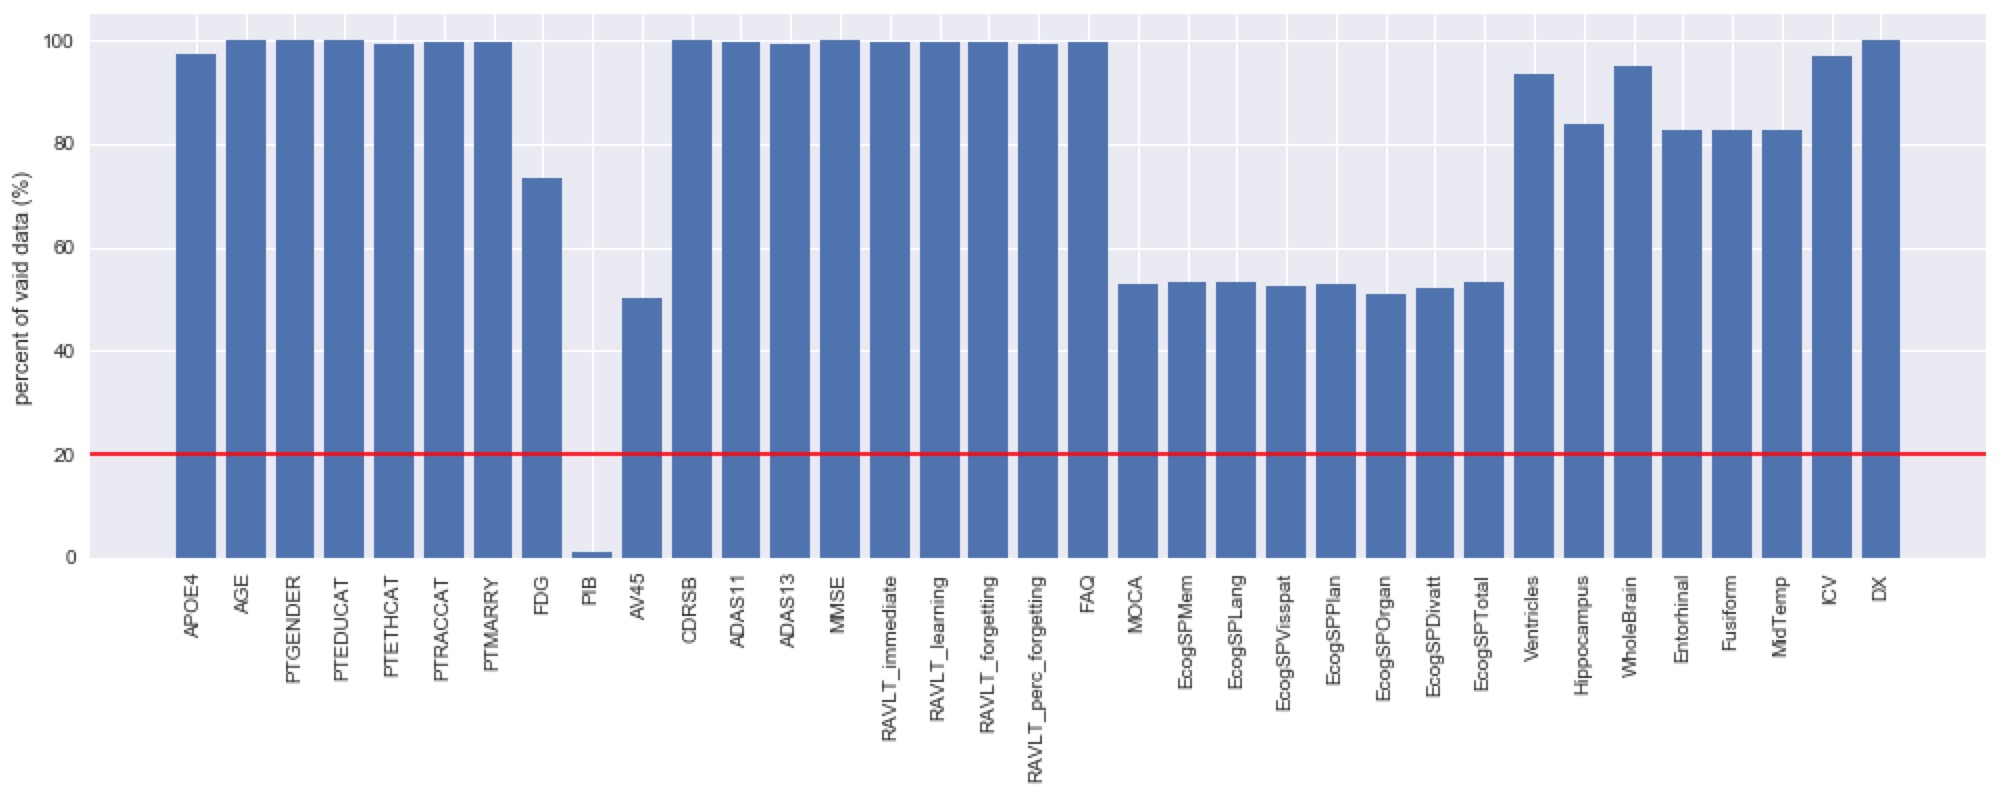 percent of vaid data (%)
100
80
60
40
20
0
APOE4
AGE
PTGENDER
PTEDUCAT
PTETHCAT
PTRACCAT
PTMARRY
FDG
PIB
AV45
CDRSB
ADAS11
ADAS13
MMSE
RAVLT_immediate
RAVLT_learning
RAVLT_forgetting
RAVLT_perc_forgetting
FAQ
MOCA
EcogSPMem
EcogSPLang
EcogSPVisspat
EcogSPPlan
EcogSPOrgan
EcogSPDivatt
EcogSPTotal
Ventricles
Hippocampus
WholeBrain
Entorhinal
Fusiform
MidTemp
ICV
DX